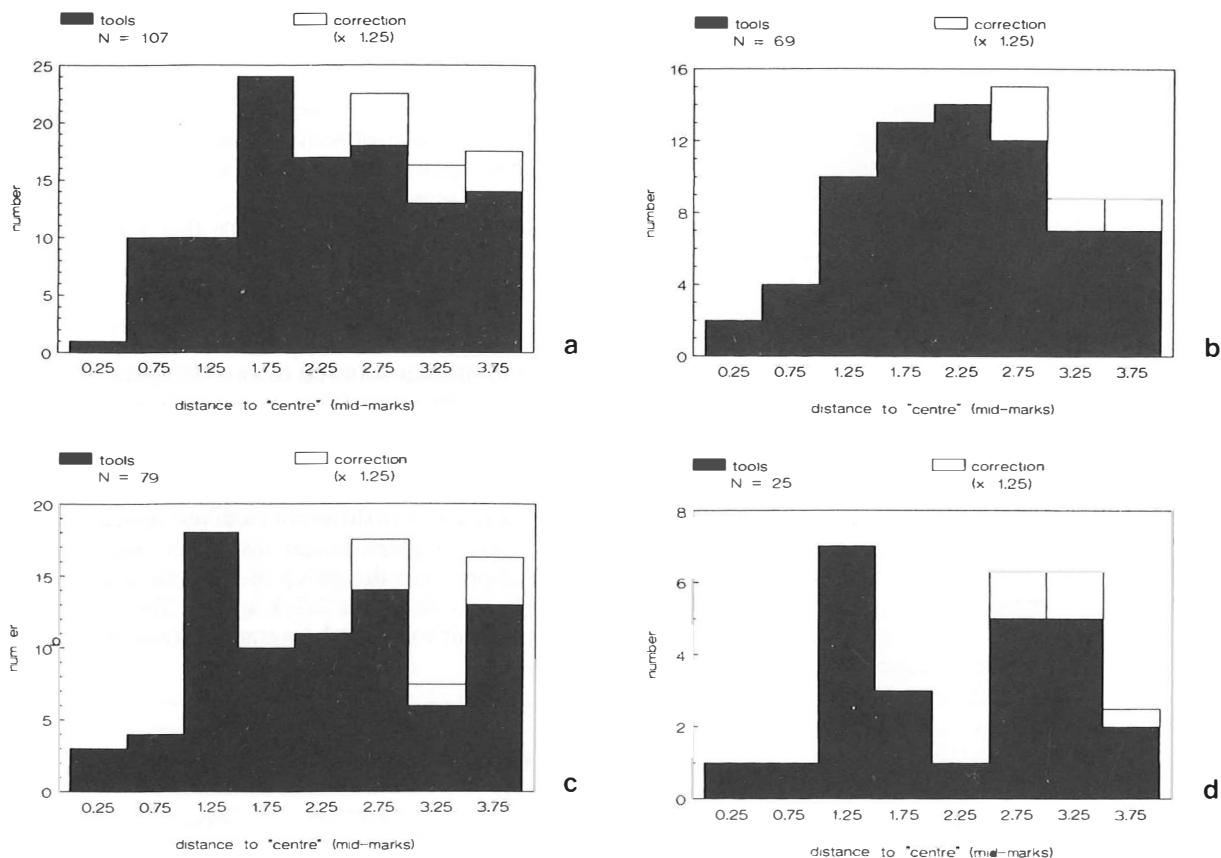 tools
N = 107
correction
(x 1.25)
25
20
15
10
5
0
number
0.25 0.75 1.25 1.75 2.25 2.75 3.25 3.75
distance to "centre" (mid-marks)
a
tools
N = 69
correction
(x 1.25)
16
12
8
4
0
number
0.25 0.75 1.25 1.75 2.25 2.75 3.25 3.75
distance to "centre" (mid-marks)
b
tools
N = 79
correction
(x 1.25)
20
15
10
5
0
num er
b
0.25 0.75 1.25 1.75 2.25 2.75 3.25 3.75
distance to "centre" (mid-marks)
c
tools
N = 25
correction
(x 1.25)
8
6
4
2
0
number
0.25 0.75 1.25 1.75 2.25 2.75 3.25 3.75
distance to "centre" (mid-marks)
d